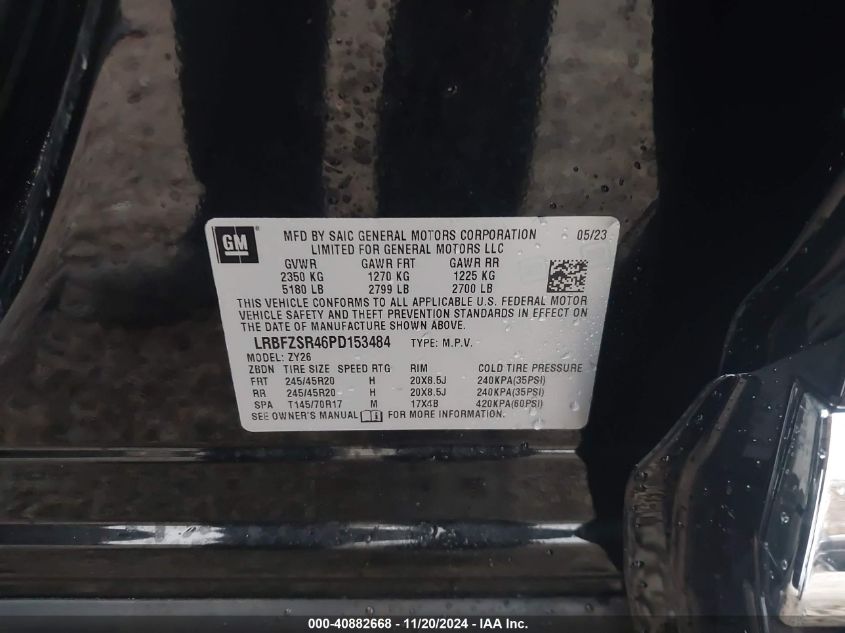 GM
MFD BY SAIC GENERAL MOTORS CORPORATION 05/23
LIMITED FOR GENERAL MOTORS LLC
GVWR GAWR FRT GAWR RR
2350 KG 1270 KG 1225 KG
5180 LB 2799 LB 2700 LB
THIS VEHICLE CONFORMS TO ALL APPLICABLE U.S. FEDERAL MOTOR
VEHICLE SAFETY AND THEFT PREVENTION STANDARDS IN EFFECT ON
THE DATE OF MANUFACTURE SHOWN ABOVE.
LRBFZSR46PD153484 TYPE: M.P.V.
MODEL: ZY26
ZBDN TIRE SIZE SPEED RTG RIM COLD TIRE PRESSURE
FRT 245/45R20 H 20X8.5J 240KPA(35PSI)
RR 245/45R20 H 20X8.5J 240KPA(35PSI)
SPA T145/70R17 M 17X4B 420KPA(60PSI)
SEE OWNER'S MANUAL FOR MORE INFORMATION.
000-40882668 - 11/20/2024 - IAA Inc.